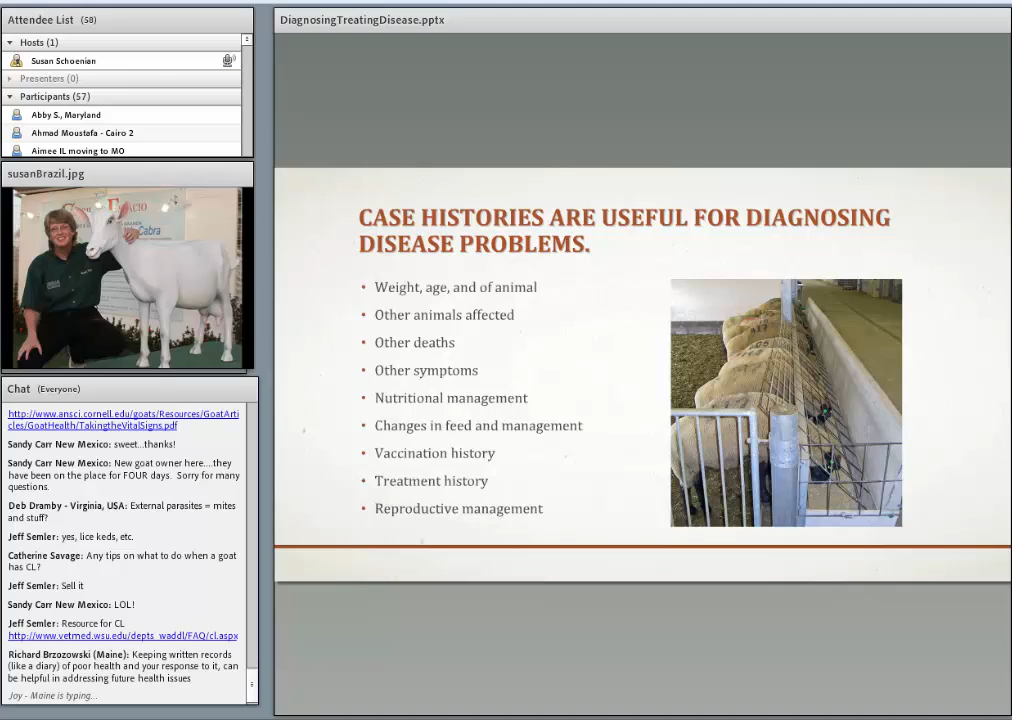 Attendee List (58)
Hosts (1)
Susan Schoenian
Presenters (0)
Participants (57)
Abby S., Maryland
Ahmad Moustafa - Cairo 2
Aimee IL moving to MO
susanBrazil.jpg
Cabra
Chat (Everyone)
http://www.ansci.cornell.edu/goats/Resources/GoatArti
cles/GoatHealth/TakingtheVitalSigns.pdf
Sandy Carr New Mexico: sweet...thanks!
Sandy Carr New Mexico: New goat owner here....they
have been on the place for FOUR days. Sorry for many
questions.
Deb Dramby - Virginia, USA: External parasites = mites
and stuff?
Jeff Semler: yes, lice keds, etc.
Catherine Savage: Any tips on what to do when a goat
has CL?
Jeff Semler: Sell it
Sandy Carr New Mexico: LOL!
Jeff Semler: Resource for CL
http://www.vetmed.wsu.edu/depts_waddl/FAQ/cl.aspx
Richard Brzozowski (Maine): Keeping written records
(like a diary) of poor health and your response to it, can
be helpful in addressing future health issues
Joy - Maine is typing...
DiagnosingTreatingDisease.pptx
CASE HISTORIES ARE USEFUL FOR DIAGNOSING
DISEASE PROBLEMS.
• Weight, age, and of animal
• Other animals affected
• Other deaths
• Other symptoms
• Nutritional management
• Changes in feed and management
• Vaccination history
• Treatment history
• Reproductive management